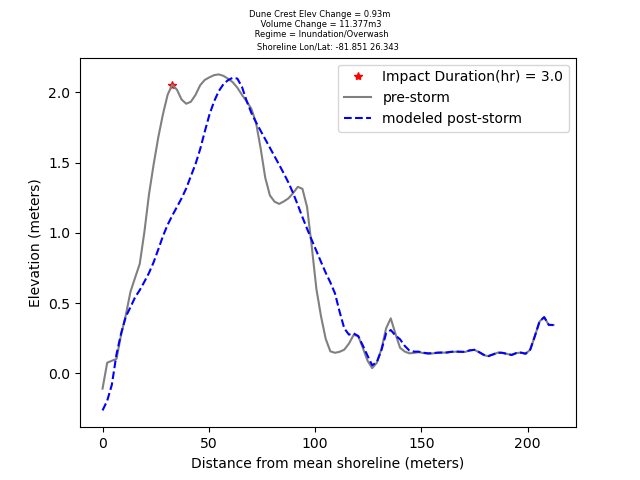 Dune Crest Elev Change = 0.93m
Volume Change = 11.377m3
Regime = Inundation/Overwash
Shoreline Lon/Lat: -81.851 26.343
Impact Duration(hr) = 3.0
pre-storm
modeled post-storm
Elevation (meters)
2.0
1.5
1.0
0.5
0.0
0 50 100 150 200
Distance from mean shoreline (meters)